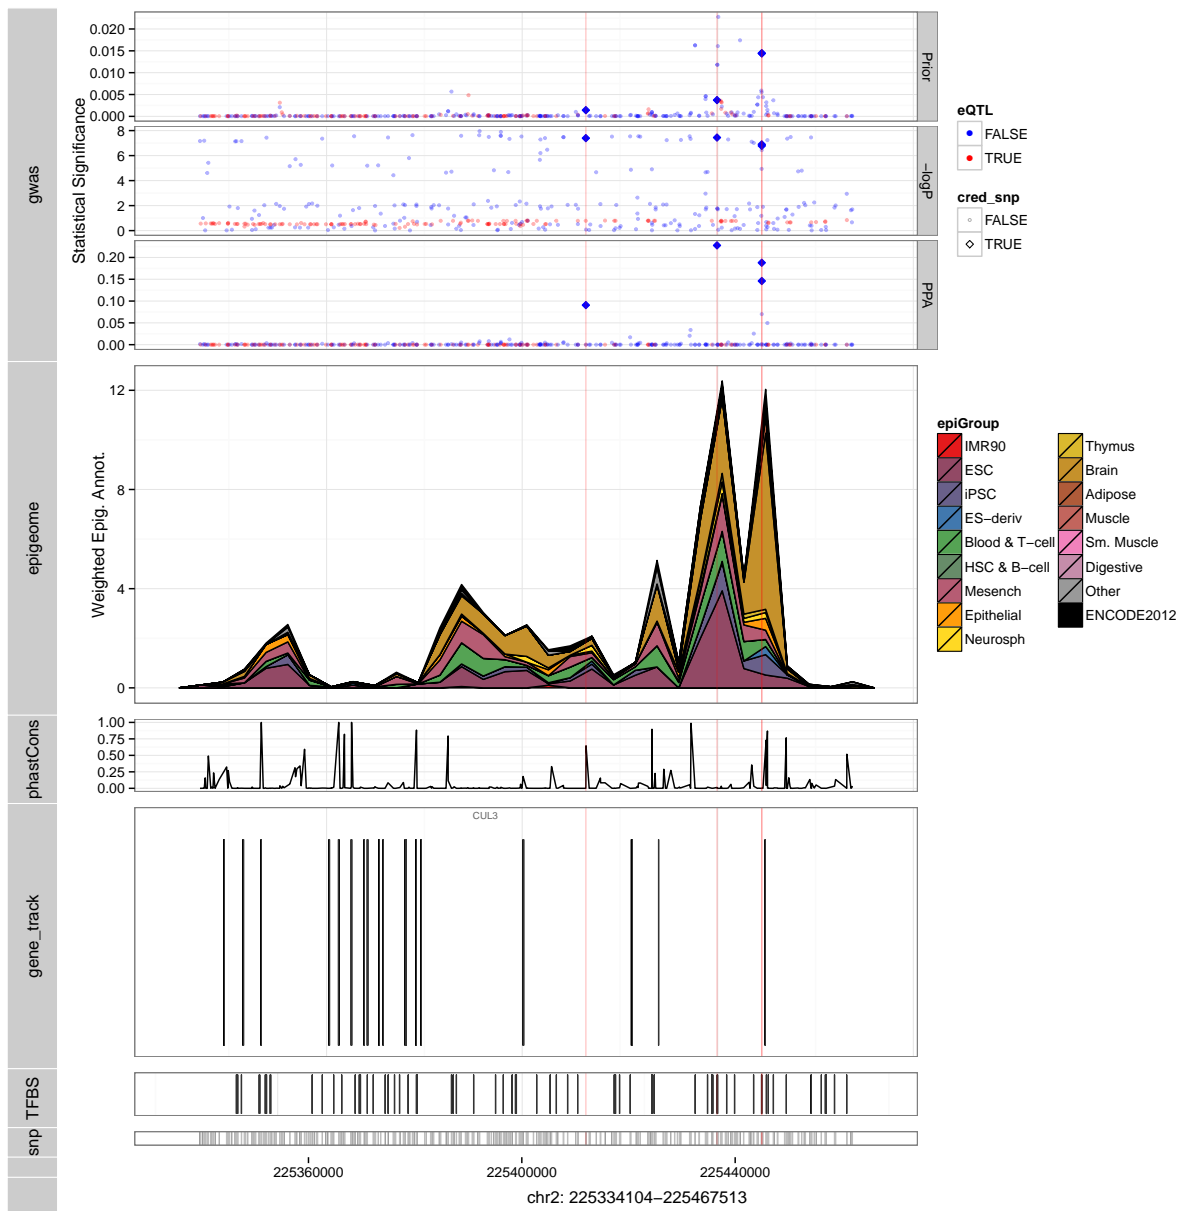 gwas
Statistical Significance
0.020
0.015
0.010
0.005
0.000
Prior
8
6
4
2
0
−logP
0.20
0.15
0.10
0.05
0.00
PPA
eQTL
FALSE
TRUE
cred_snp
FALSE
TRUE
epigeome
Weighted Epig. Annot.
12
8
4
0
epiGroup
IMR90
ESC
iPSC
ES−deriv
Blood & T−cell
HSC & B−cell
Mesench
Epithelial
Neurosph
Thymus
Brain
Adipose
Muscle
Sm. Muscle
Digestive
Other
ENCODE2012
phastCons
1.00
0.75
0.50
0.25
0.00
gene_track
CUL3
TFBS
snp
225360000 225400000 225440000
chr2: 225334104−225467513